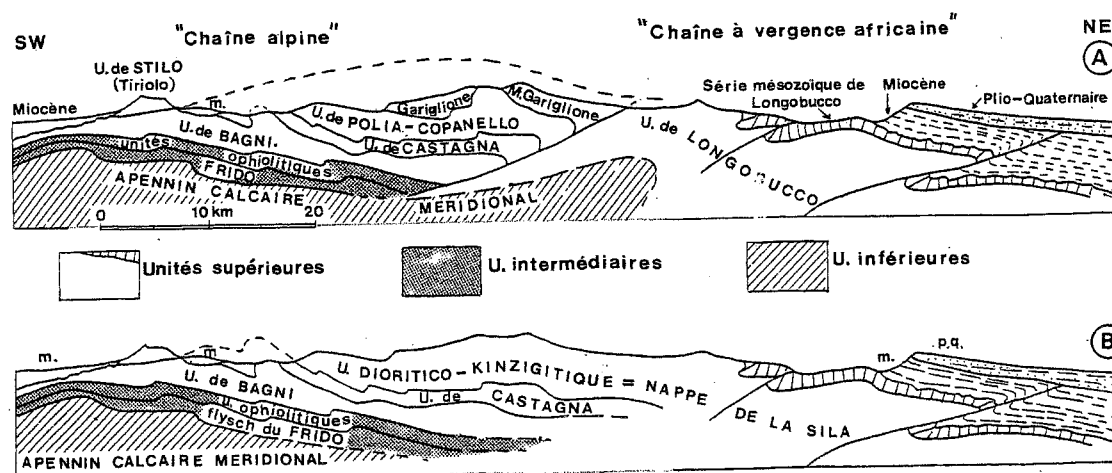 SW
"Chaîne alpine"
"Chaîne à vergence africaine"
NE
A
U. de STILO
(Tiriolo)
Série mésozoïque de
Longobucco
Miocène
Miocène
m.
Gariglione
M. Gariglione
Plio-Quaternaire
U. de BAGNI.
U. de POLIA-COPANELLO
U. de CASTAGNA
U. de LONGOBUCCO
unités ophiolitiques
FRIDO
APENNIN CALCAIRE MERIDIONAL
0 10 km 20
Unités supérieures
U. intermédiaires
U. inférieures
B
m.
m
m.
p.q.
U. de BAGNI
U. DIORITICO-KINZIGITIQUE = NAPPE
DE LA SILA
U. de CASTAGNA
u. ophiolitiques
flysch du FRIDO
APENNIN CALCAIRE MERIDIONAL